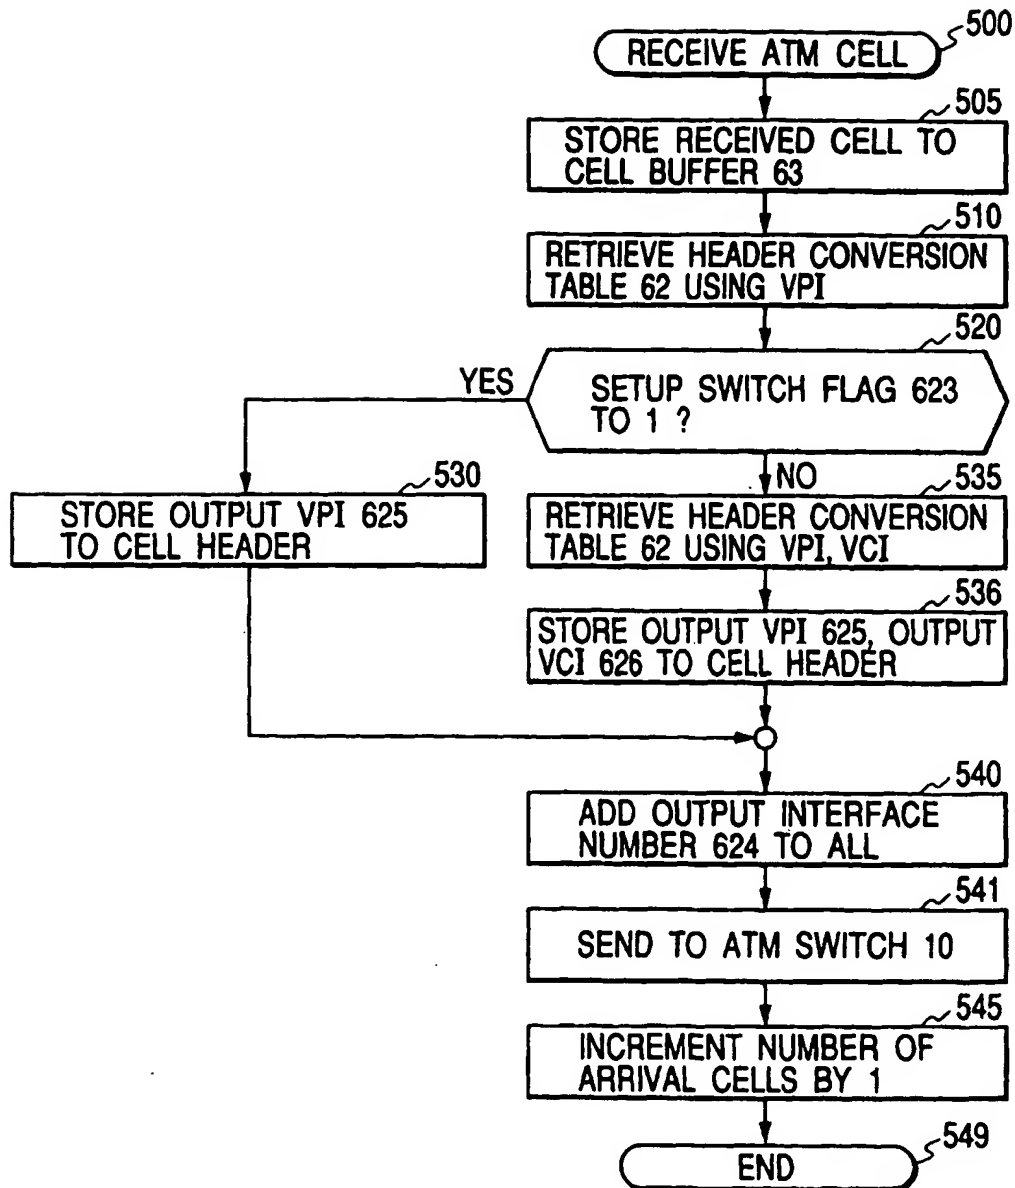 500
RECEIVE ATM CELL
505
STORE RECEIVED CELL TO
CELL BUFFER 63
510
RETRIEVE HEADER CONVERSION
TABLE 62 USING VPI
520
YES
SETUP SWITCH FLAG 623
TO 1 ?
NO
530
STORE OUTPUT VPI 625
TO CELL HEADER
535
RETRIEVE HEADER CONVERSION
TABLE 62 USING VPI, VCI
536
STORE OUTPUT VPI 625, OUTPUT
VCI 626 TO CELL HEADER
540
ADD OUTPUT INTERFACE
NUMBER 624 TO ALL
541
SEND TO ATM SWITCH 10
545
INCREMENT NUMBER OF
ARRIVAL CELLS BY 1
549
END